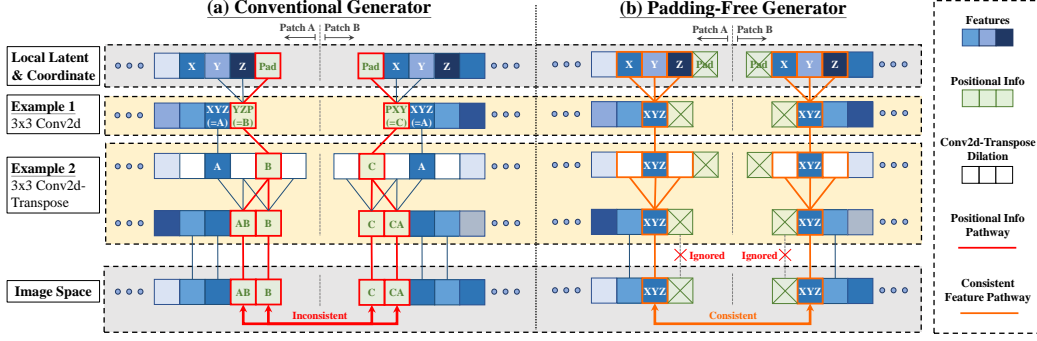 (a) Conventional Generator
(b) Padding-Free Generator
Patch A
Patch B
Patch A
Patch B
Local Latent
& Coordinate
X
Y
Z
Pad
Pad
X
Y
Z
X
Y
Z
Pad
Pad
X
Y
Z
Example 1
3x3 Conv2d
XYZ
(=A)
YZP
(=B)
PXY
(=C)
XYZ
(=A)
XYZ
XYZ
Example 2
3x3 Conv2d-
Transpose
A
B
C
A
XYZ
XYZ
AB
B
C
CA
XYZ
XYZ
Ignored
Ignored
Image Space
AB
B
C
CA
XYZ
XYZ
Inconsistent
Consistent
Features
Positional Info
Conv2d-Transpose
Dilation
Positional Info
Pathway
Consistent
Feature Pathway